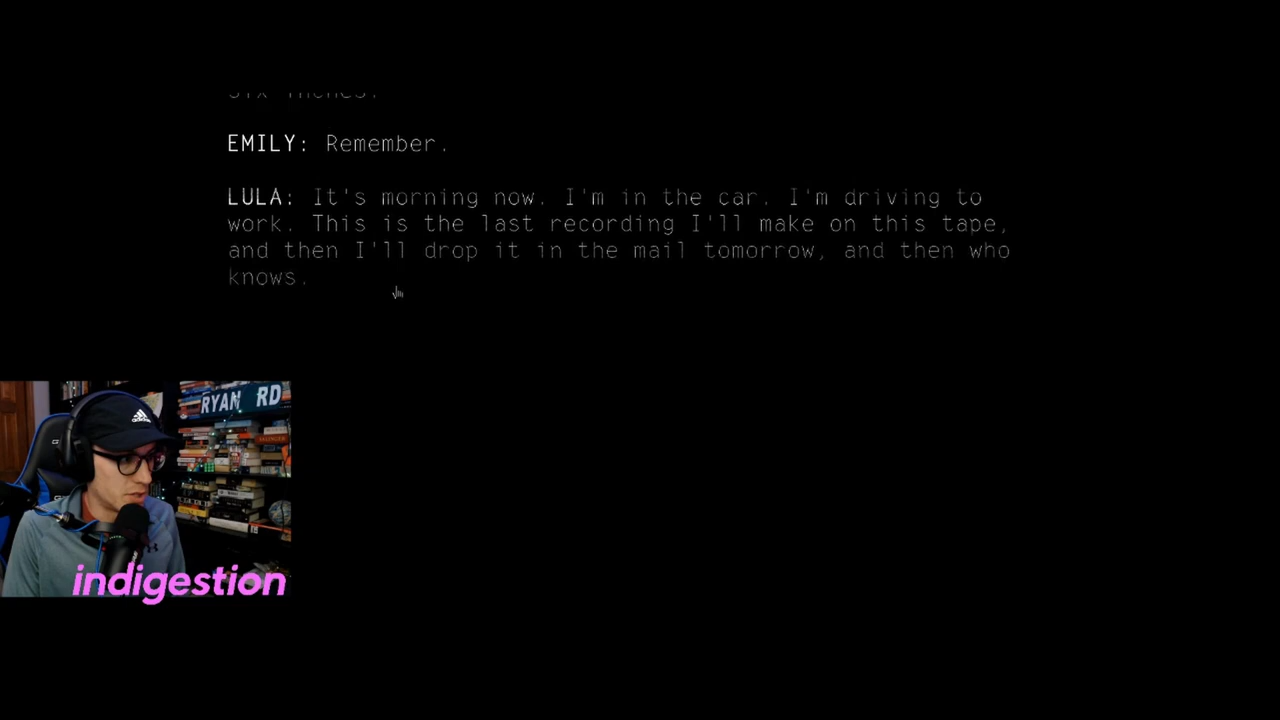 EMILY: Remember.
LULA: It's morning now. I'm in the car. I'm driving to
work. This is the last recording I'll make on this tape,
and then I'll drop it in the mail tomorrow, and then who
knows.
RYAN RD
indigestion